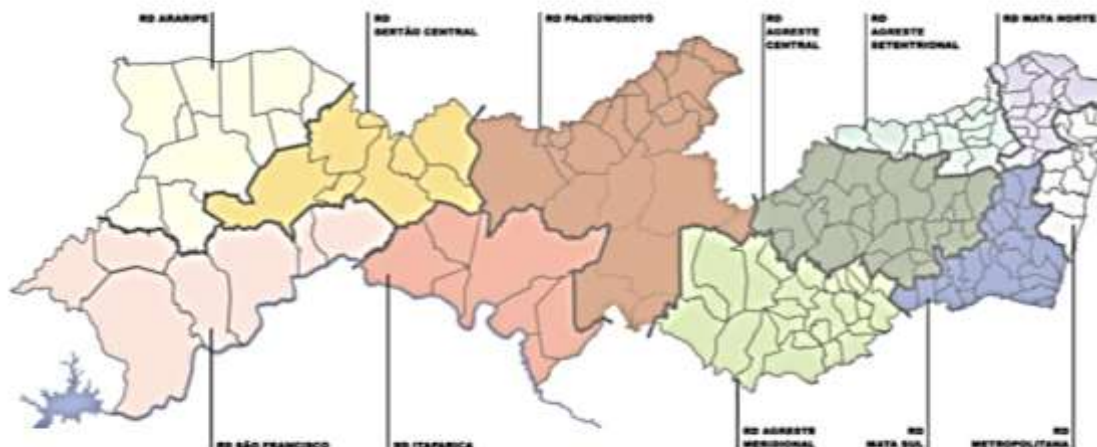 RD ARARIPE
RD
SERTÃO CENTRAL
RD PAJEÚ/MOXOTÓ
RD
AGRESTE
CENTRAL
RD
AGRESTE
SETENTRIONAL
RD MATA NORTE
RD SÃO FRANCISCO
RD ITAPARICA
RD AGRESTE
MERIDIONAL
RD
MATA SUL
RD
METROPOLITANA